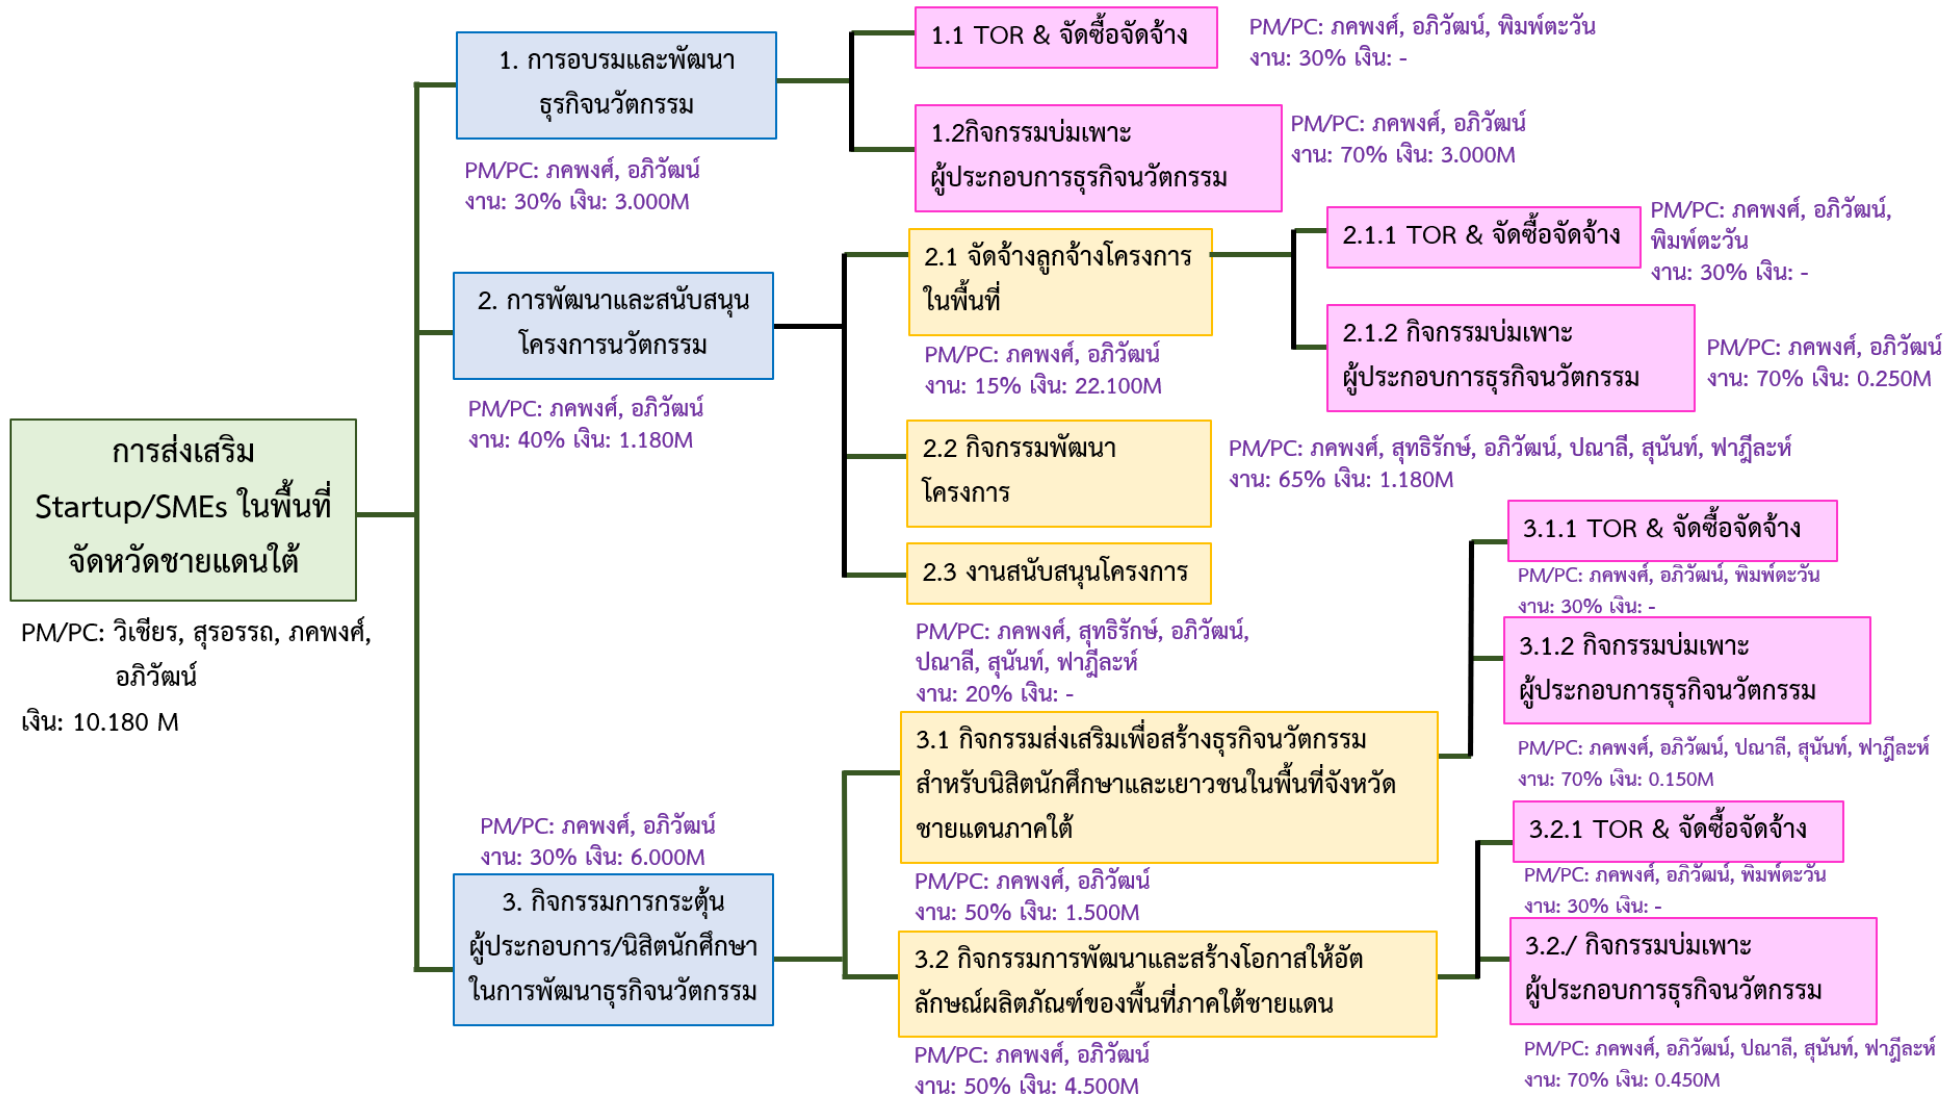 การส่งเสริม
Startup/SMEs ในพื้นที่
จัดหวัดชายแดนใต้
PM/PC: วิเชียร, สุรอรรถ, ภคพงศ์,
อภิวัฒน์
เงิน: 10.180 M
1. การอบรมและพัฒนา
ธุรกิจนวัตกรรม
PM/PC: ภคพงศ์, อภิวัฒน์
งาน: 30% เงิน: 3.000M
1.1 TOR & จัดซื้อจัดจ้าง
PM/PC: ภคพงศ์, อภิวัฒน์, พิมพ์ตะวัน
งาน: 30% เงิน: -
1.2กิจกรรมบ่มเพาะ
ผู้ประกอบการธุรกิจนวัตกรรม
PM/PC: ภคพงศ์, อภิวัฒน์
งาน: 70% เงิน: 3.000M
2. การพัฒนาและสนับสนุน
โครงการนวัตกรรม
PM/PC: ภคพงศ์, อภิวัฒน์
งาน: 40% เงิน: 1.180M
2.1 จัดจ้างลูกจ้างโครงการ
ในพื้นที่
PM/PC: ภคพงศ์, อภิวัฒน์
งาน: 15% เงิน: 22.100M
2.1.1 TOR & จัดซื้อจัดจ้าง
PM/PC: ภคพงศ์, อภิวัฒน์,
พิมพ์ตะวัน
งาน: 30% เงิน: -
2.1.2 กิจกรรมบ่มเพาะ
ผู้ประกอบการธุรกิจนวัตกรรม
PM/PC: ภคพงศ์, อภิวัฒน์
งาน: 70% เงิน: 0.250M
2.2 กิจกรรมพัฒนา
โครงการ
PM/PC: ภคพงศ์, สุทธิรักษ์, อภิวัฒน์, ปณาลี, สุนันท์, ฟาฎีละห์
งาน: 65% เงิน: 1.180M
2.3 งานสนับสนุนโครงการ
PM/PC: ภคพงศ์, สุทธิรักษ์, อภิวัฒน์,
ปณาลี, สุนันท์, ฟาฎีละห์
งาน: 20% เงิน: -
PM/PC: ภคพงศ์, อภิวัฒน์
งาน: 30% เงิน: 6.000M
3. กิจกรรมการกระตุ้น
ผู้ประกอบการ/นิสิตนักศึกษา
ในการพัฒนาธุรกิจนวัตกรรม
3.1 กิจกรรมส่งเสริมเพื่อสร้างธุรกิจนวัตกรรม
สำหรับนิสิตนักศึกษาและเยาวชนในพื้นที่จังหวัด
ชายแดนภาคใต้
PM/PC: ภคพงศ์, อภิวัฒน์
งาน: 50% เงิน: 1.500M
3.1.1 TOR & จัดซื้อจัดจ้าง
PM/PC: ภคพงศ์, อภิวัฒน์, พิมพ์ตะวัน
งาน: 30% เงิน: -
3.1.2 กิจกรรมบ่มเพาะ
ผู้ประกอบการธุรกิจนวัตกรรม
PM/PC: ภคพงศ์, อภิวัฒน์, ปณาลี, สุนันท์, ฟาฎีละห์
งาน: 70% เงิน: 0.150M
3.2 กิจกรรมการพัฒนาและสร้างโอกาสให้อัต
ลักษณ์ผลิตภัณฑ์ของพื้นที่ภาคใต้ชายแดน
PM/PC: ภคพงศ์, อภิวัฒน์
งาน: 50% เงิน: 4.500M
3.2.1 TOR & จัดซื้อจัดจ้าง
PM/PC: ภคพงศ์, อภิวัฒน์, พิมพ์ตะวัน
งาน: 30% เงิน: -
3.2./ กิจกรรมบ่มเพาะ
ผู้ประกอบการธุรกิจนวัตกรรม
PM/PC: ภคพงศ์, อภิวัฒน์, ปณาลี, สุนันท์, ฟาฎีละห์
งาน: 70% เงิน: 0.450M